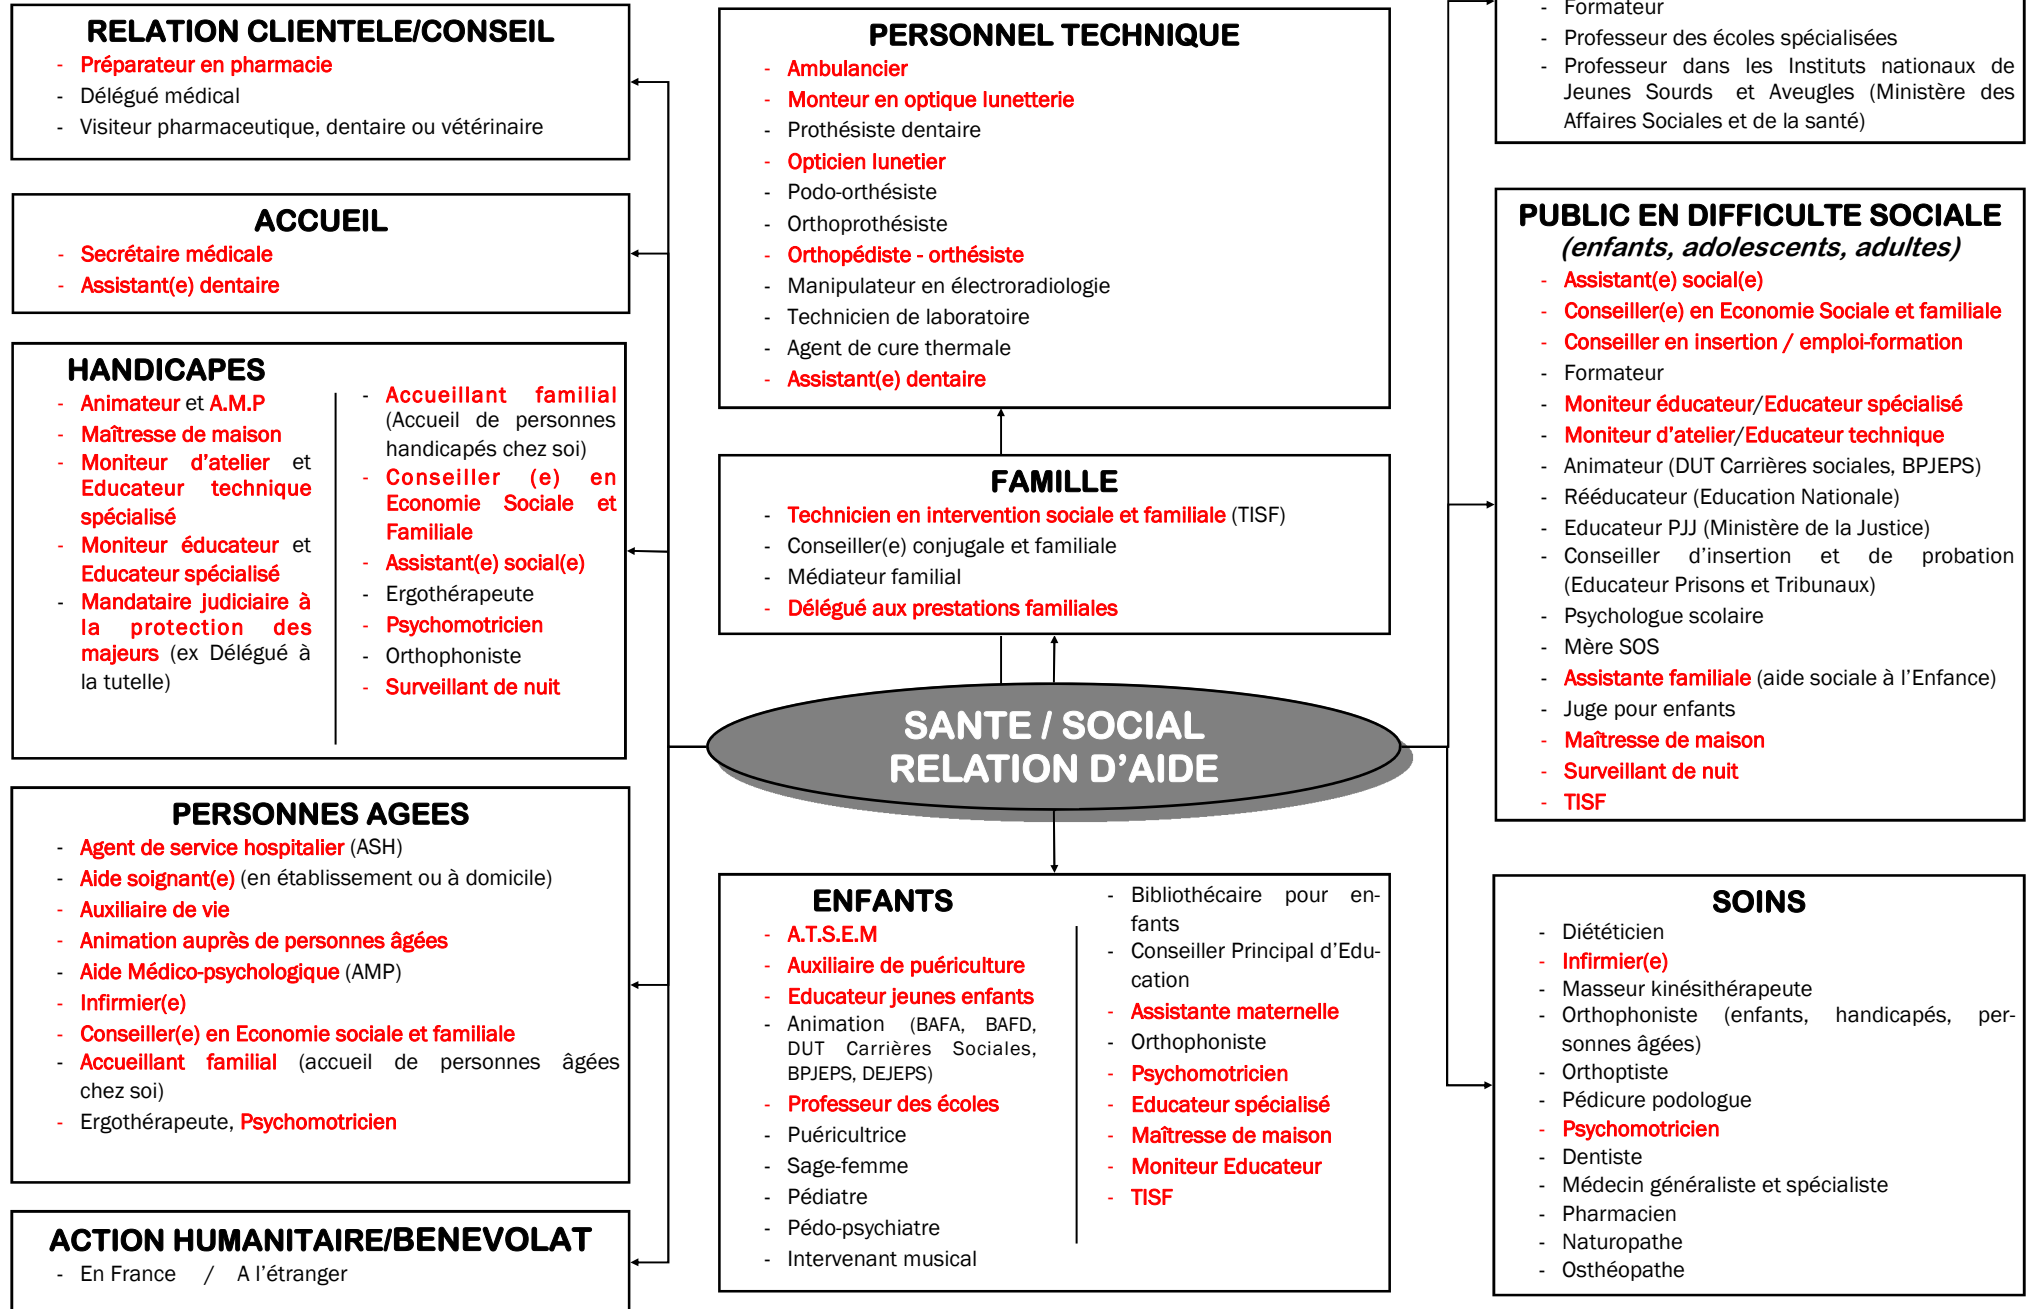 RELATION CLIENTELE/CONSEIL
- Préparateur en pharmacie
- Délégué médical
- Visiteur pharmaceutique, dentaire ou vétérinaire
ACCUEIL
- Secrétaire médicale
- Assistant(e) dentaire
HANDICAPES
- Animateur et A.M.P
- Maîtresse de maison
- Moniteur d'atelier et
Educateur technique
spécialisé
- Moniteur éducateur et
Educateur spécialisé
- Mandataire judiciaire à
la protection des
majeurs (ex Délégué à
la tutelle)
- Accueillant familial
(Accueil de personnes
handicapés chez soi)
- Conseiller (e) en
Economie Sociale et
Familiale
- Assistant(e) social(e)
- Ergothérapeute
- Psychomotricien
- Orthophoniste
- Surveillant de nuit
PERSONNES AGEES
- Agent de service hospitalier (ASH)
- Aide soignant(e) (en établissement ou à domicile)
- Auxiliaire de vie
- Animation auprès de personnes âgées
- Aide Médico-psychologique (AMP)
- Infirmier(e)
- Conseiller(e) en Economie sociale et familiale
- Accueillant familial (accueil de personnes âgées
chez soi)
- Ergothérapeute, Psychomotricien
ACTION HUMANITAIRE/BENEVOLAT
- En France / A l'étranger
PERSONNEL TECHNIQUE
- Ambulancier
- Monteur en optique lunetterie
- Prothésiste dentaire
- Opticien lunetier
- Podo-orthésiste
- Orthoprothésiste
- Orthopédiste - orthésiste
- Manipulateur en électroradiologie
- Technicien de laboratoire
- Agent de cure thermale
- Assistant(e) dentaire
FAMILLE
- Technicien en intervention sociale et familiale (TISF)
- Conseiller(e) conjugale et familiale
- Médiateur familial
- Délégué aux prestations familiales
SANTE / SOCIAL
RELATION D'AIDE
ENFANTS
- A.T.S.E.M
- Auxiliaire de puériculture
- Educateur jeunes enfants
- Animation (BAFA, BAFD,
DUT Carrières Sociales,
BPJEPS, DEJEPS)
- Professeur des écoles
- Puéricultrice
- Sage-femme
- Pédiatre
- Pédo-psychiatre
- Intervenant musical
- Bibliothécaire pour en-
fants
- Conseiller Principal d'Edu-
cation
- Assistante maternelle
- Orthophoniste
- Psychomotricien
- Educateur spécialisé
- Maîtresse de maison
- Moniteur Educateur
- TISF
- Formateur
- Professeur des écoles spécialisées
- Professeur dans les Instituts nationaux de
Jeunes Sourds et Aveugles (Ministère des
Affaires Sociales et de la santé)
PUBLIC EN DIFFICULTE SOCIALE
(enfants, adolescents, adultes)
- Assistant(e) social(e)
- Conseiller(e) en Economie Sociale et familiale
- Conseiller en insertion / emploi-formation
- Formateur
- Moniteur éducateur/Educateur spécialisé
- Moniteur d'atelier/Educateur technique
- Animateur (DUT Carrières sociales, BPJEPS)
- Rééducateur (Education Nationale)
- Educateur PJJ (Ministère de la Justice)
- Conseiller d'insertion et de probation
(Educateur Prisons et Tribunaux)
- Psychologue scolaire
- Mère SOS
- Assistante familiale (aide sociale à l'Enfance)
- Juge pour enfants
- Maîtresse de maison
- Surveillant de nuit
- TISF
SOINS
- Diététicien
- Infirmier(e)
- Masseur kinésithérapeute
- Orthophoniste (enfants, handicapés, per-
sonnes âgées)
- Orthoptiste
- Pédicure podologue
- Psychomotricien
- Dentiste
- Médecin généraliste et spécialiste
- Pharmacien
- Naturopathe
- Osthéopathe